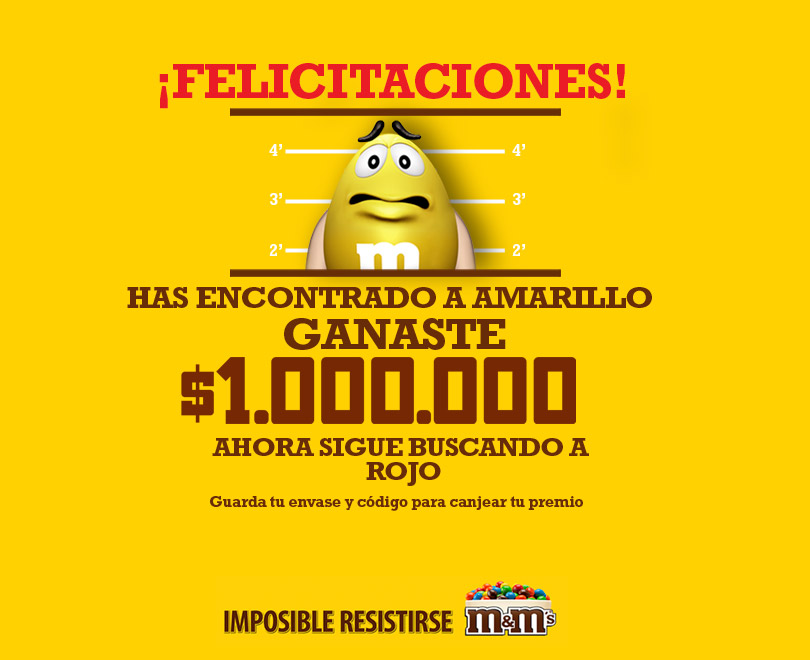 ¡FELICITACIONES!
4' 4'
3' 3'
2' 2'
m
HAS ENCONTRADO A AMARILLO
GANASTE
$1.000.000
AHORA SIGUE BUSCANDO A
ROJO
Guarda tu envase y código para canjear tu premio
IMPOSIBLE RESISTIRSE m&m's